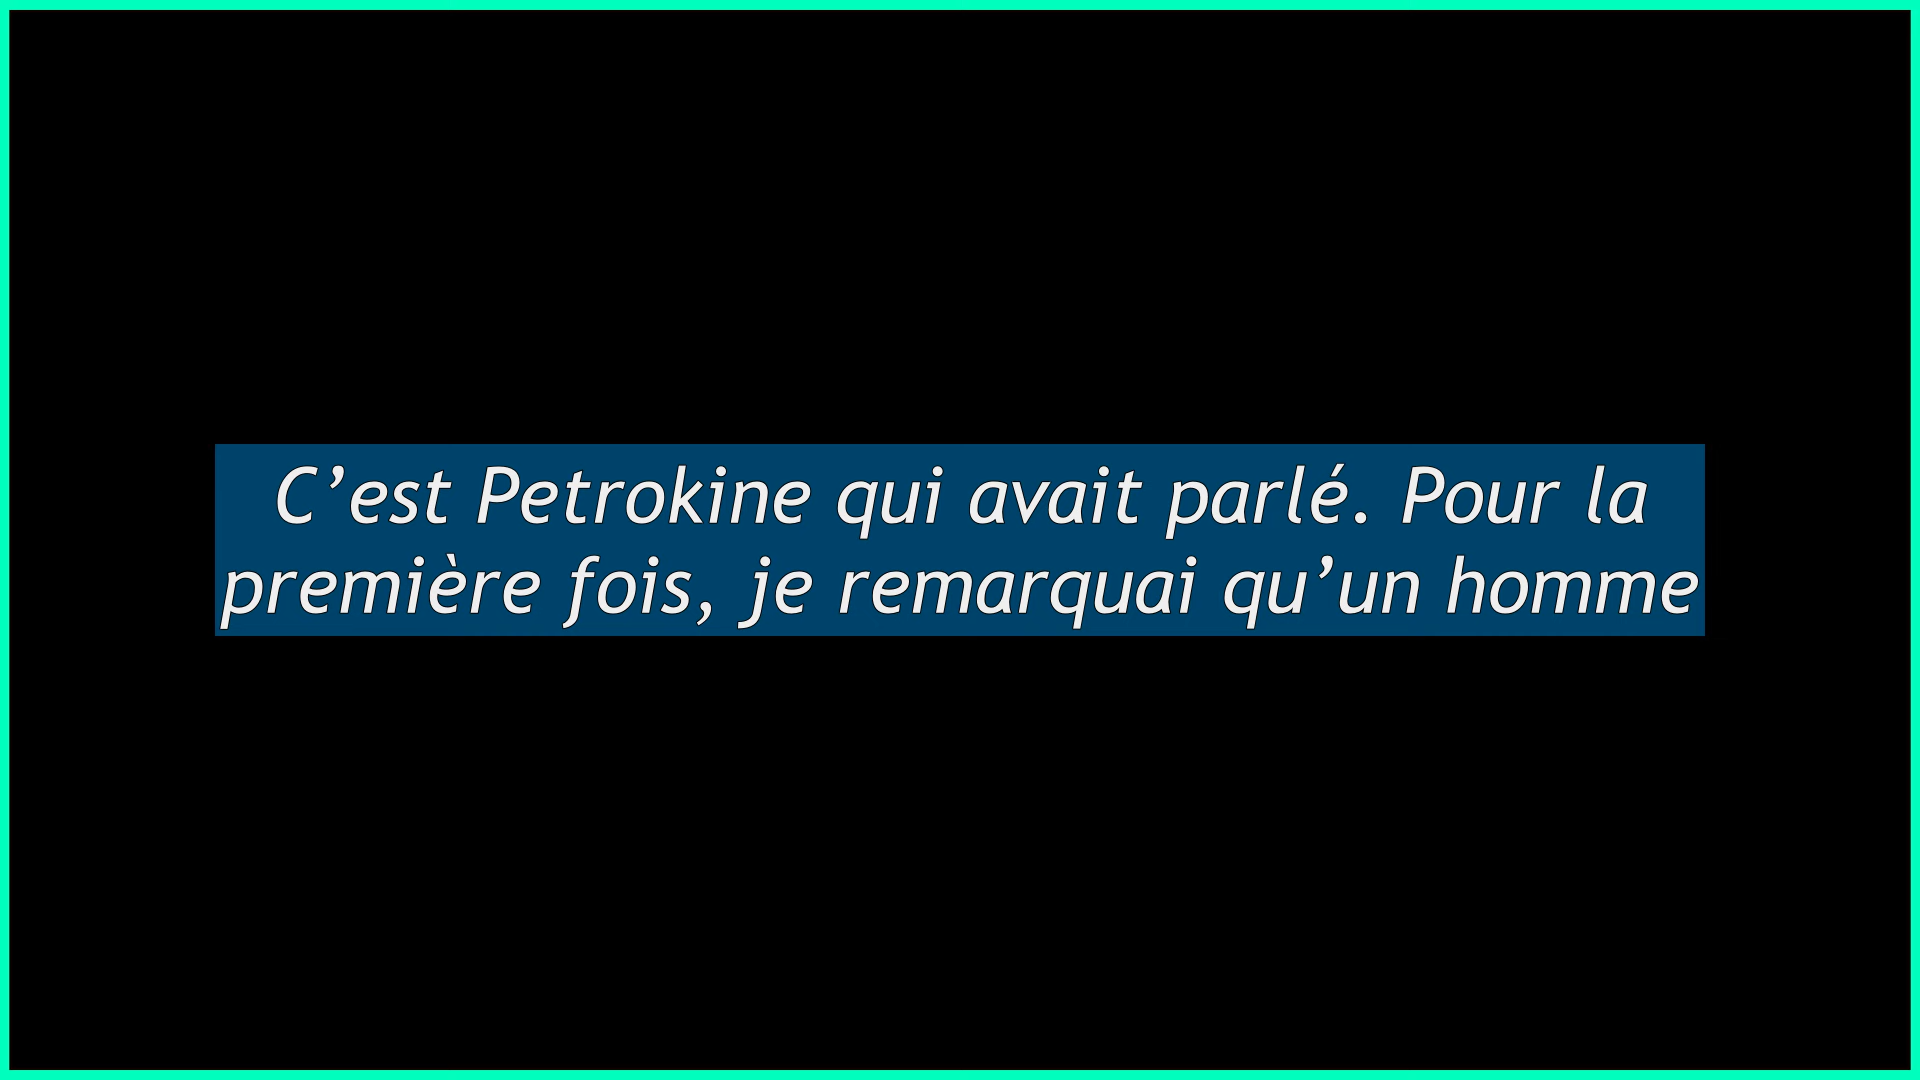 C’est Petrokine qui avait parlé. Pour la
première fois, je remarquai qu’un homme